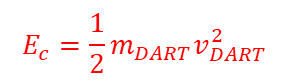 E_c = \frac{1}{2} m_{DART} v_{DART}^2